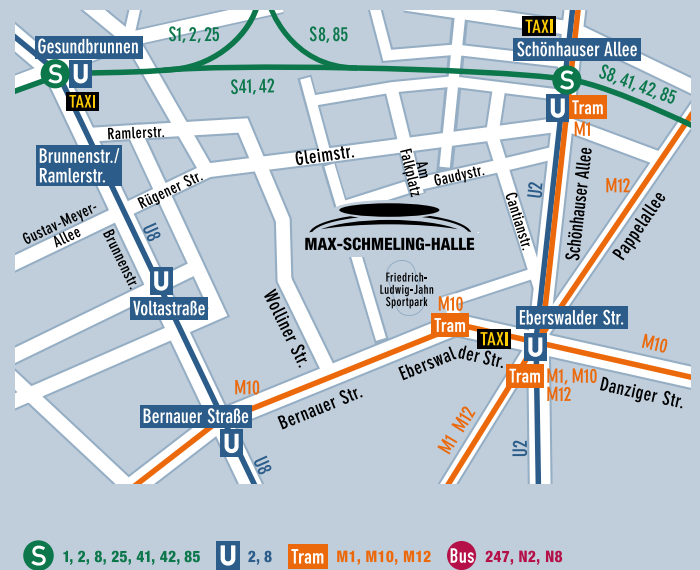 TAXI
S1, 2, 25
S8, 85
Gesundbrunnen
Schönhauser Allee
S
U
S41, 42
S
S8, 41, 42, 85
TAXI
U
Tram
M1
Ramlerstr.
Brunnenstr./
Ramlerstr.
Gleimstr.
Am
Falkplatz
Gaudystr.
U2
Schönhauser Allee
M12
Pappelallee
Rügener Str.
Gustav-Meyer-
Allee
U8
Brunnenstr.
Cantianstr.
MAX-SCHMELING-HALLE
U
Voltastraße
Friedrich-
Ludwig-Jahn
Sportpark
Wolliner Str.
M10
Tram
Eberswalder Str.
TAXI
U
M10
Eberswalder Str.
Tram
M1, M10
M12
Danziger Str.
M10
Bernauer Straße
Bernauer Str.
U
U8
M1 M12
U2
S 1, 2, 8, 25, 41, 42, 85 U 2, 8 Tram M1, M10, M12 Bus 247, N2, N8